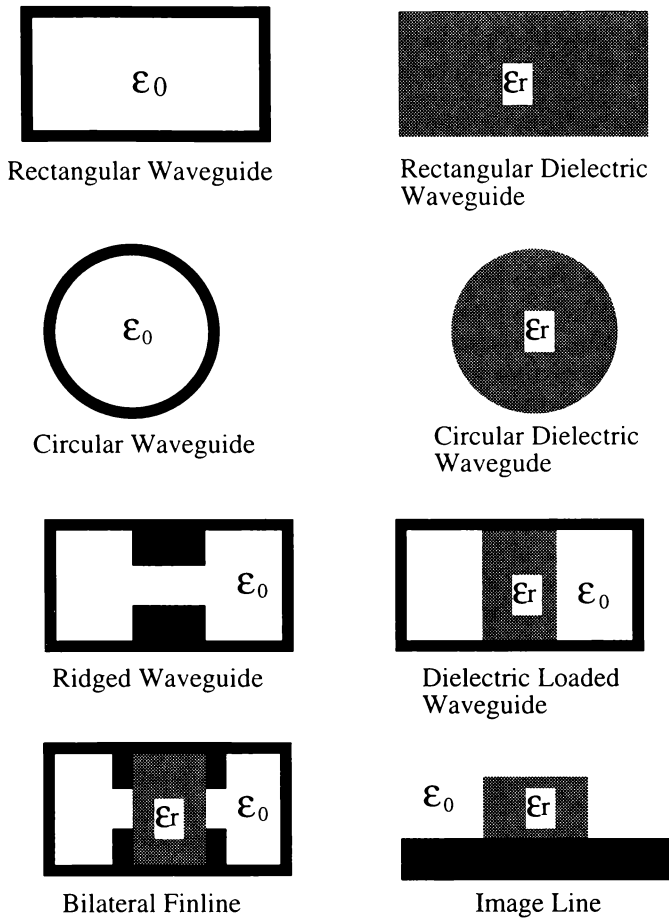 ε0
εr
Rectangular Waveguide
Rectangular Dielectric
Waveguide
ε0
εr
Circular Waveguide
Circular Dielectric
Wavegude
ε0
εr
ε0
Ridged Waveguide
Dielectric Loaded
Waveguide
εr
ε0
ε0
εr
Bilateral Finline
Image Line